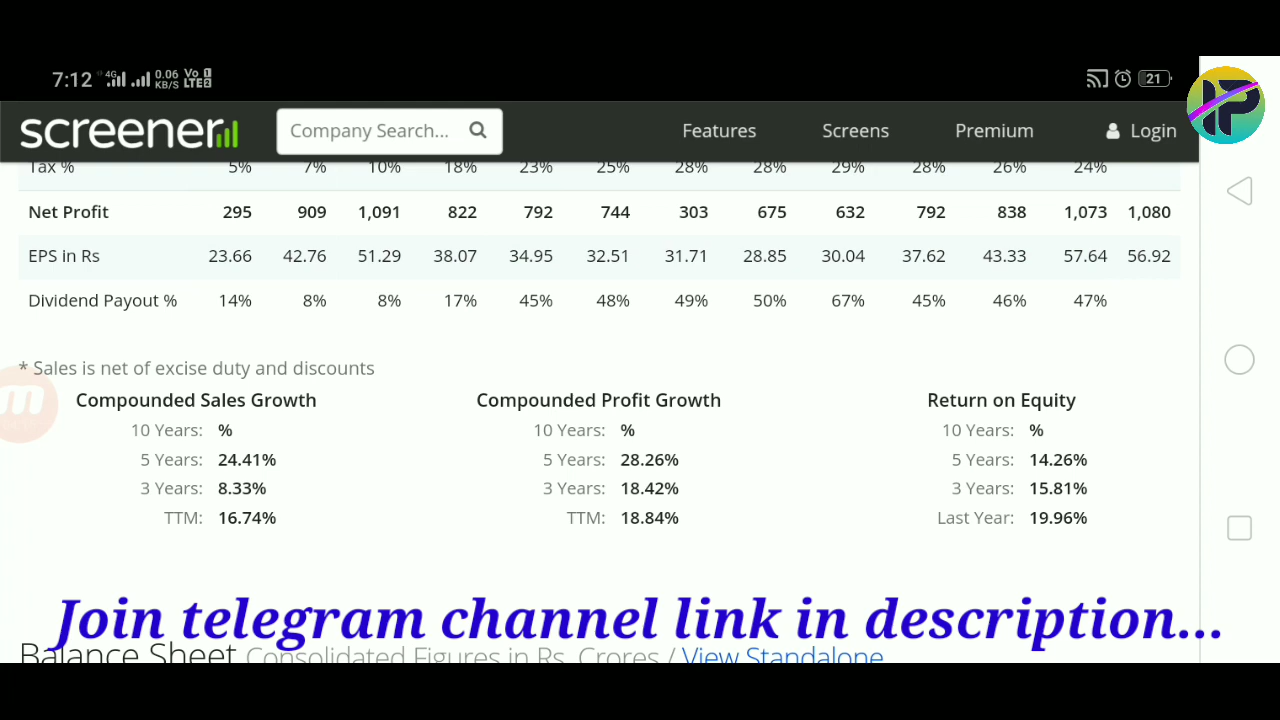 7:12 4G 0.06 KB/S Vo LTE 1 2 21
screener Company Search... Features Screens Premium Login
IP
Tax % 5% 7% 10% 18% 23% 25% 28% 28% 29% 28% 26% 24%
Net Profit 295 909 1,091 822 792 744 303 675 632 792 838 1,073 1,080
EPS in Rs 23.66 42.76 51.29 38.07 34.95 32.51 31.71 28.85 30.04 37.62 43.33 57.64 56.92
Dividend Payout % 14% 8% 8% 17% 45% 48% 49% 50% 67% 45% 46% 47%
* Sales is net of excise duty and discounts
Compounded Sales Growth
10 Years: %
5 Years: 24.41%
3 Years: 8.33%
TTM: 16.74%
Compounded Profit Growth
10 Years: %
5 Years: 28.26%
3 Years: 18.42%
TTM: 18.84%
Return on Equity
10 Years: %
5 Years: 14.26%
3 Years: 15.81%
Last Year: 19.96%
Join telegram channel link in description...
Balance Sheet Consolidated Figures in Rs. Crores / View Standalone